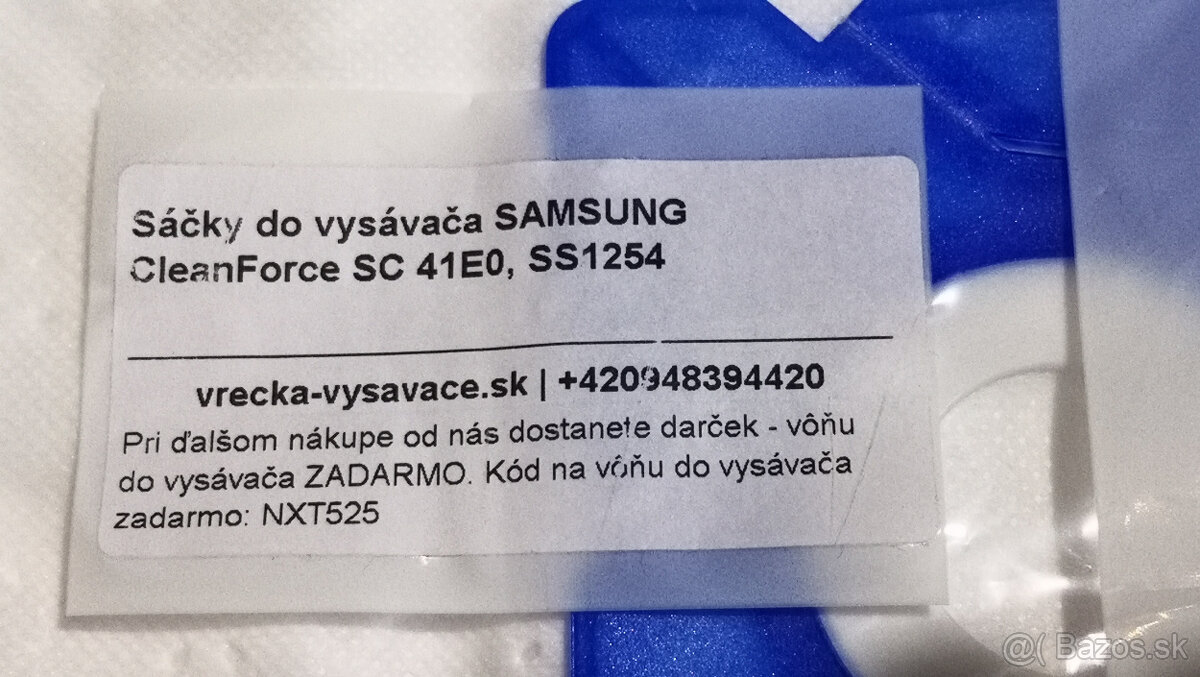 Sáčky do vysávača SAMSUNG
CleanForce SC 41E0, SS1254
vrecka-vysavace.sk | +420948394420
Pri ďalšom nákupe od nás dostanete darček - vôňu
do vysávača ZADARMO. Kód na vôňu do vysávača
zadarmo: NXT525
@( Bazos.sk